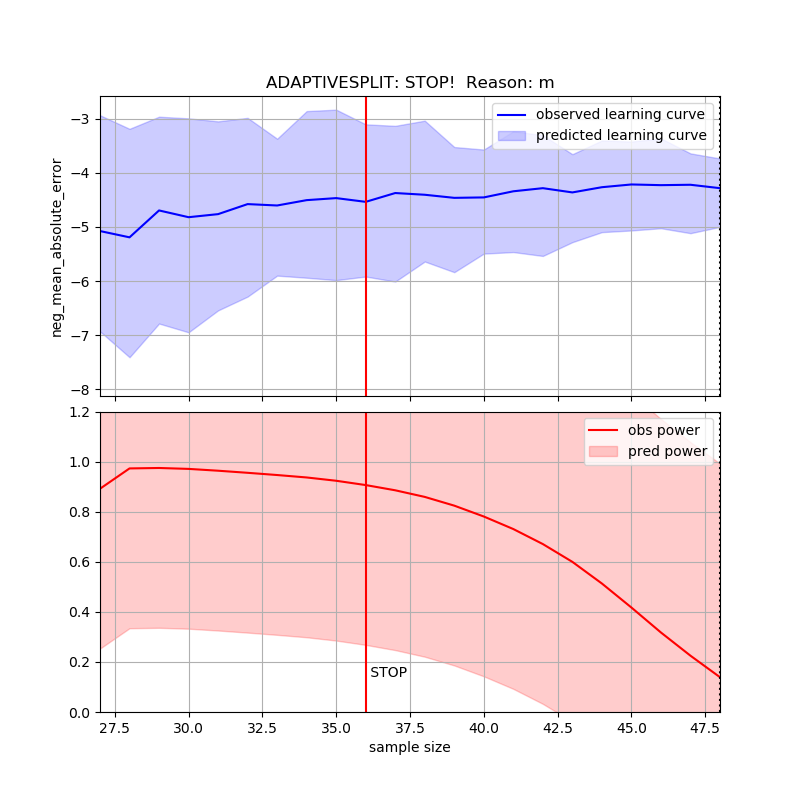 ADAPTIVESPLIT: STOP!  Reason: m
observed learning curve
predicted learning curve
neg_mean_absolute_error
−3
−4
−5
−6
−7
−8
obs power
pred power
1.2
1.0
0.8
0.6
0.4
0.2
0.0
STOP
27.5 30.0 32.5 35.0 37.5 40.0 42.5 45.0 47.5
sample size